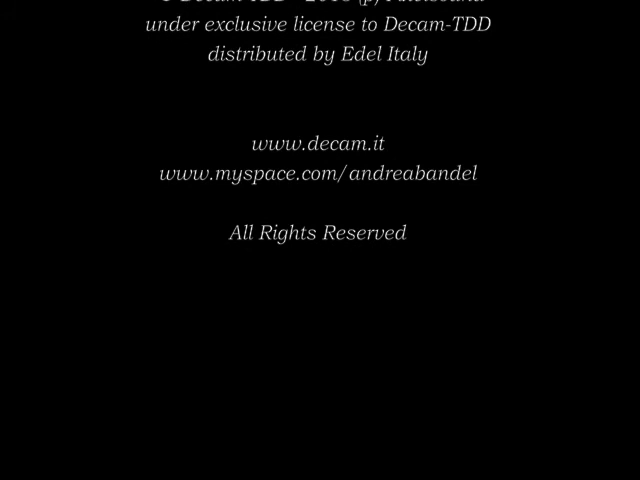 under exclusive license to Decam-TDD
distributed by Edel Italy
www.decam.it
www.myspace.com/andreabandel
All Rights Reserved